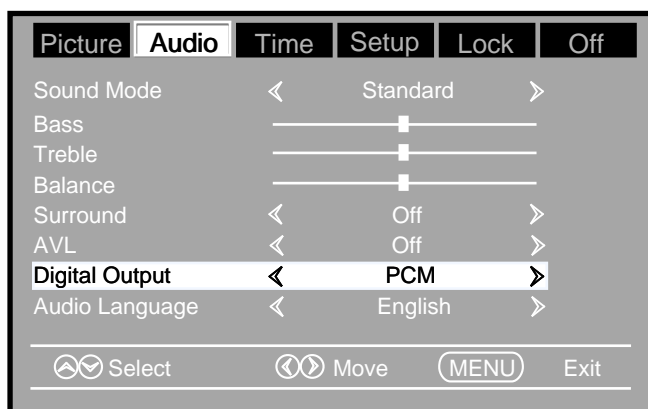 Picture Audio Time Setup Lock Off
Sound Mode Standard
Bass
Treble
Balance
Surround Off
AVL Off
Digital Output PCM
Audio Language English
Select Move MENU Exit